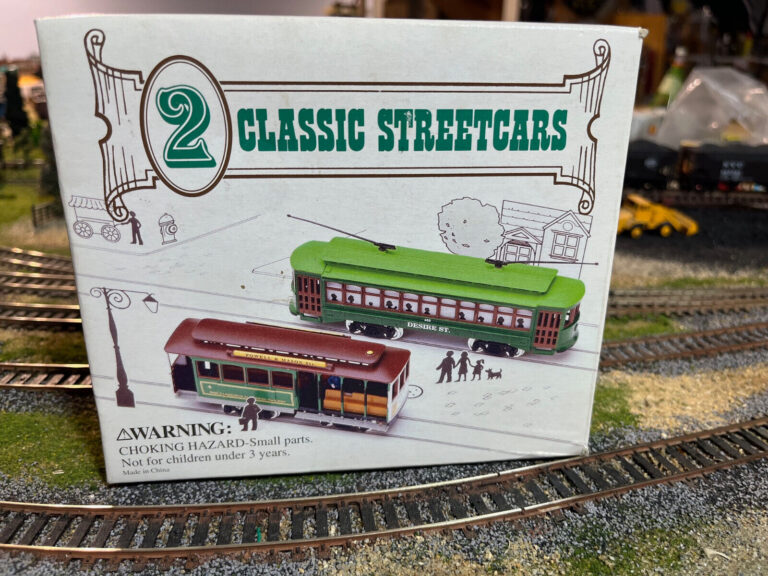 2 CLASSIC STREETCARS
DESIRE ST.
POWELL & MASON ST.
⚠WARNING:
CHOKING HAZARD-Small parts.
Not for children under 3 years.
Made in China